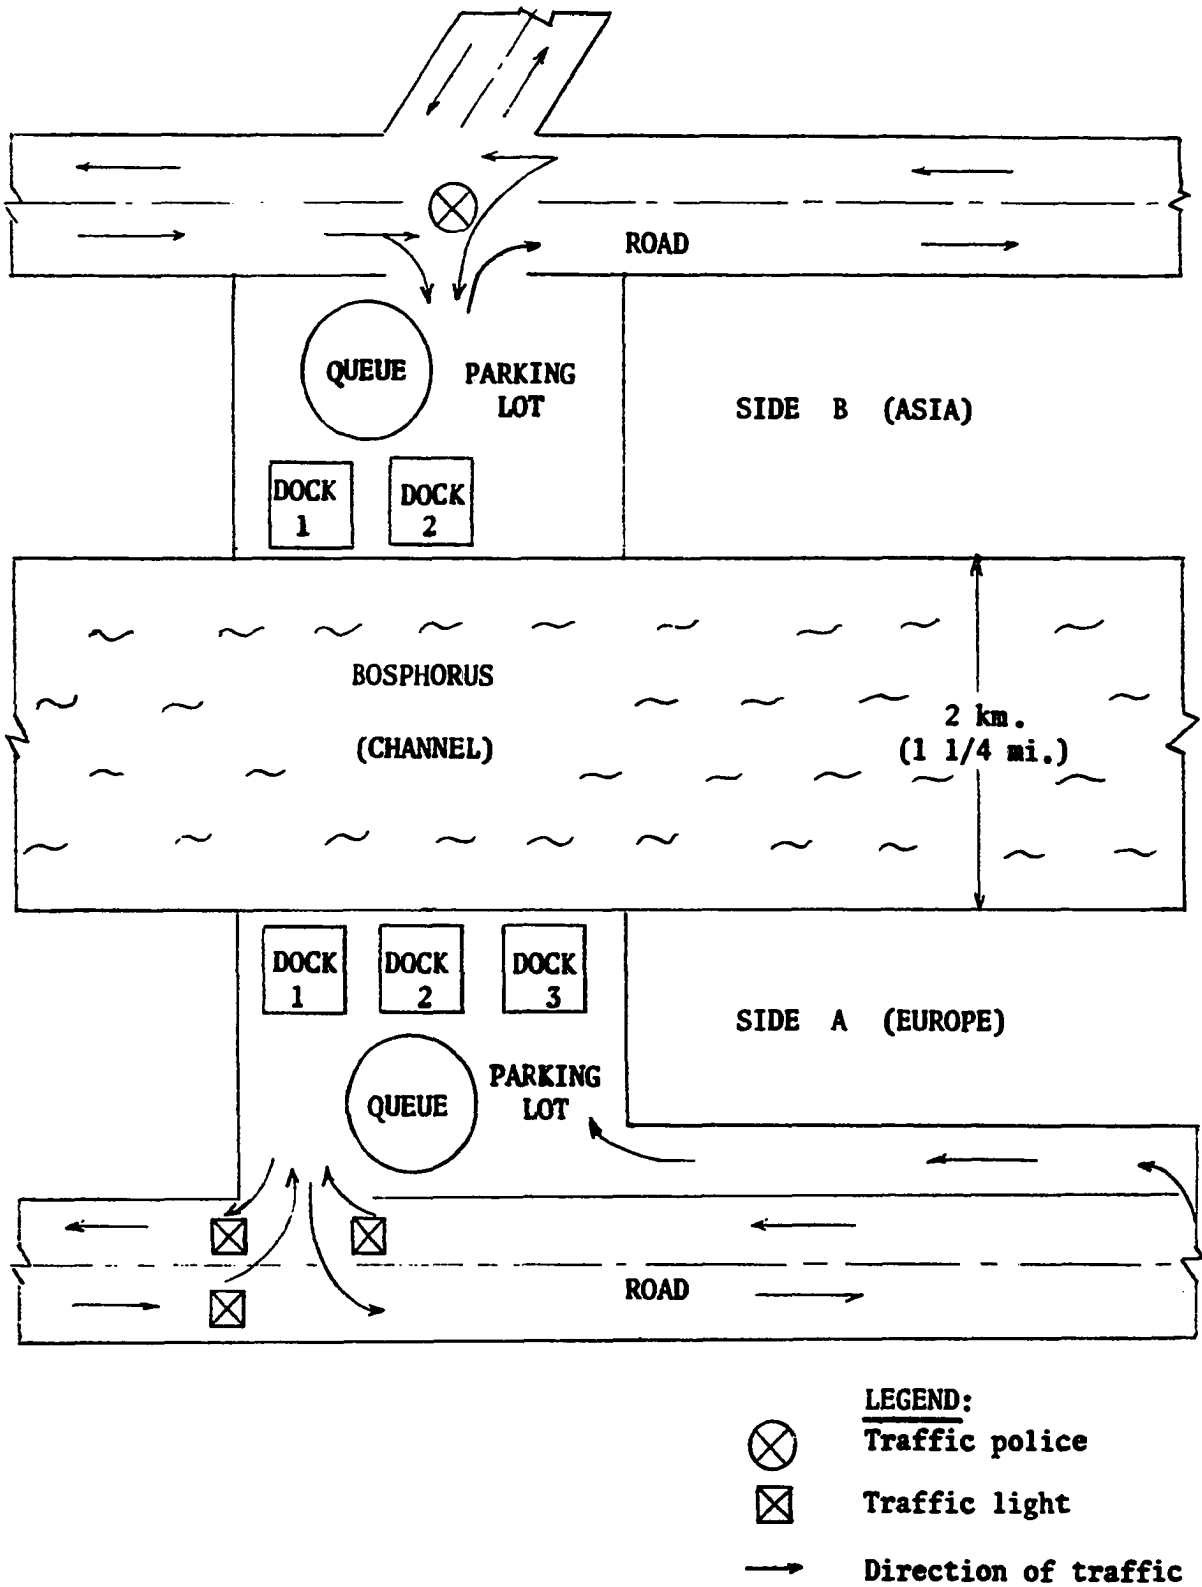 ROAD
QUEUE
PARKING
LOT
SIDE B (ASIA)
DOCK
1
DOCK
2
BOSPHORUS
(CHANNEL)
2 km.
(1 1/4 mi.)
DOCK
1
DOCK
2
DOCK
3
SIDE A (EUROPE)
QUEUE
PARKING
LOT
ROAD
LEGEND:
Traffic police
Traffic light
Direction of traffic